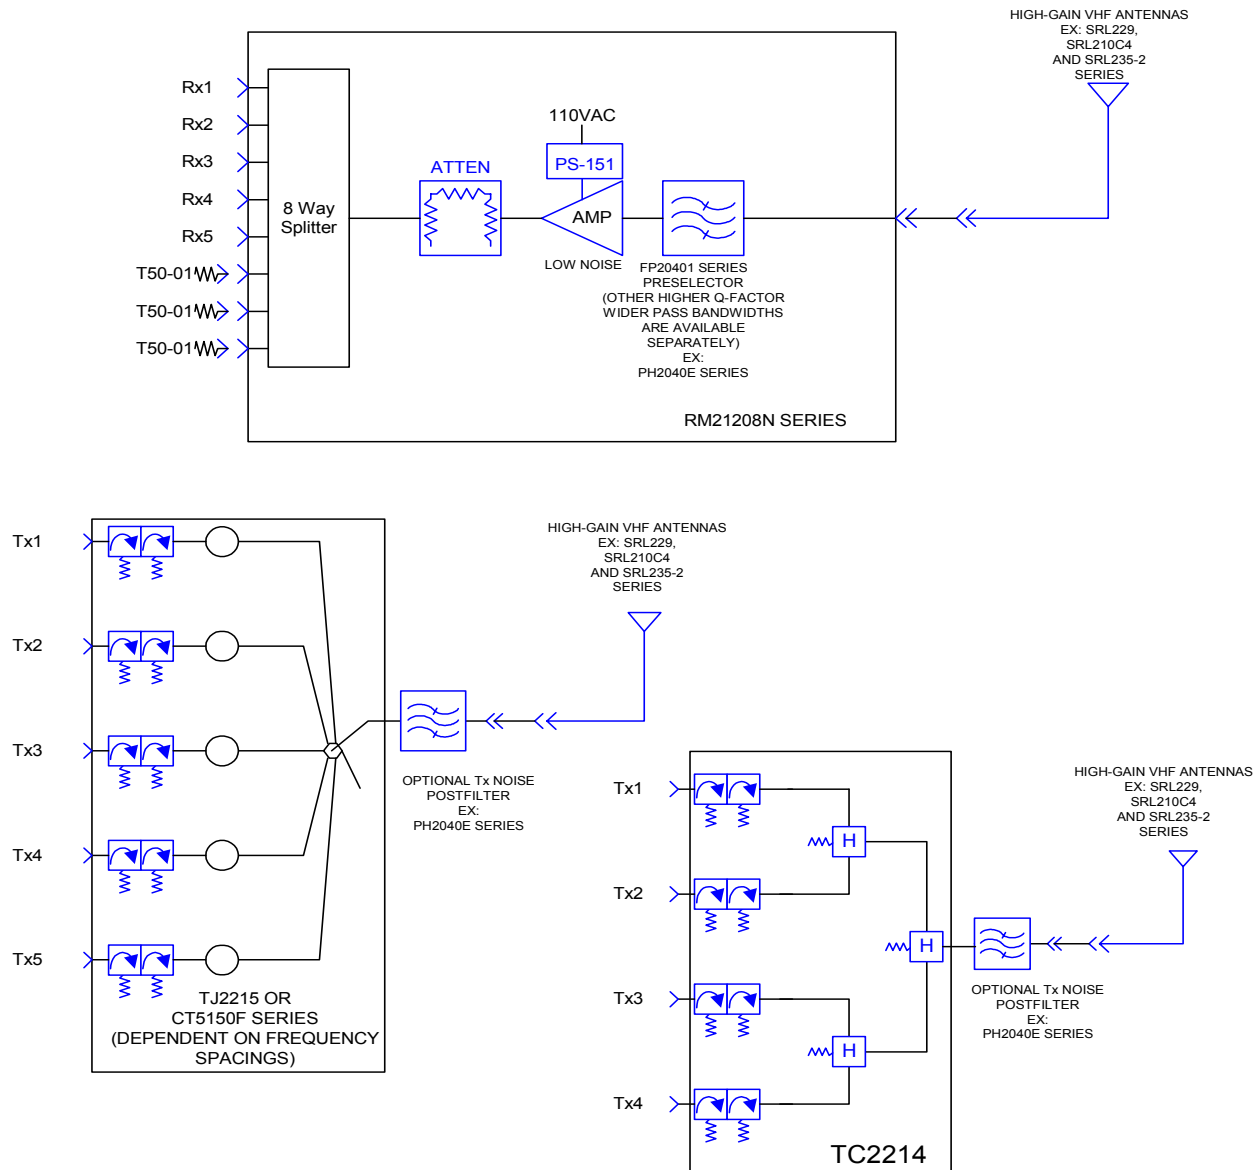 HIGH-GAIN VHF ANTENNAS
EX: SRL229,
SRL210C4
AND SRL235-2
SERIES
Rx1
Rx2
Rx3
Rx4
Rx5
T50-01
T50-01
T50-01
8 Way
Splitter
ATTEN
110VAC
PS-151
AMP
LOW NOISE
FP20401 SERIES
PRESELECTOR
(OTHER HIGHER Q-FACTOR
WIDER PASS BANDWIDTHS
ARE AVAILABLE
SEPARATELY)
EX:
PH2040E SERIES
RM21208N SERIES
Tx1
Tx2
Tx3
Tx4
Tx5
TJ2215 OR
CT5150F SERIES
(DEPENDENT ON FREQUENCY
SPACINGS)
HIGH-GAIN VHF ANTENNAS
EX: SRL229,
SRL210C4
AND SRL235-2
SERIES
OPTIONAL Tx NOISE
POSTFILTER
EX:
PH2040E SERIES
Tx1
Tx2
Tx3
Tx4
H
H
H
TC2214
HIGH-GAIN VHF ANTENNAS
EX: SRL229,
SRL210C4
AND SRL235-2
SERIES
OPTIONAL Tx NOISE
POSTFILTER
EX:
PH2040E SERIES